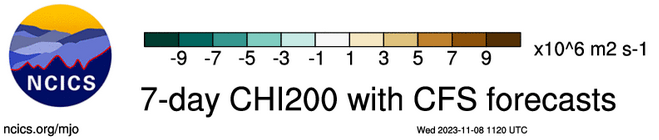 NCICS
-9 -7 -5 -3 -1 1 3 5 7 9 x10^6 m2 s-1
7-day CHI200 with CFS forecasts
ncics.org/mjo
Wed 2023-11-08 1120 UTC